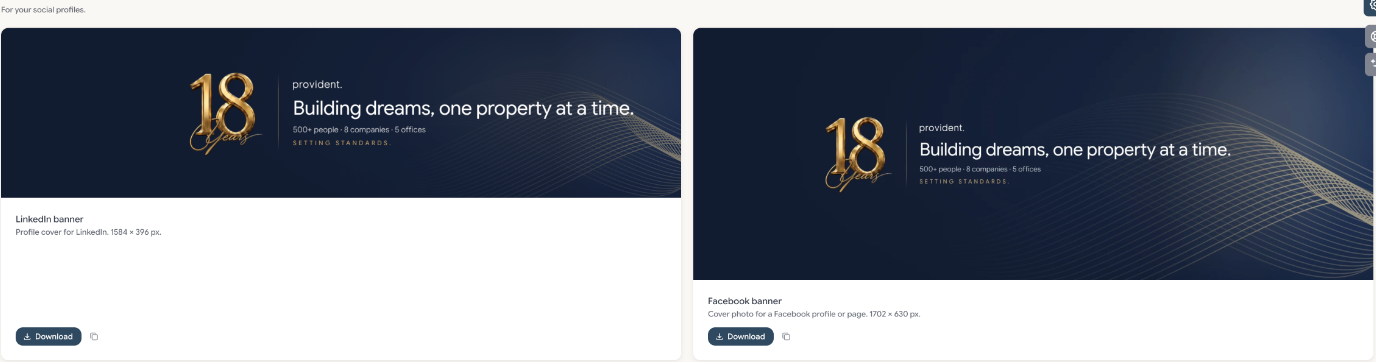 For your social profiles.
18
Years
provident.
Building dreams, one property at a time.
500+ people · 8 companies · 5 offices
SETTING STANDARDS.
LinkedIn banner
Profile cover for LinkedIn. 1584 × 396 px.
Download
18
Years
provident.
Building dreams, one property at a time.
500+ people · 8 companies · 5 offices
SETTING STANDARDS.
Facebook banner
Cover photo for a Facebook profile or page. 1702 × 630 px.
Download